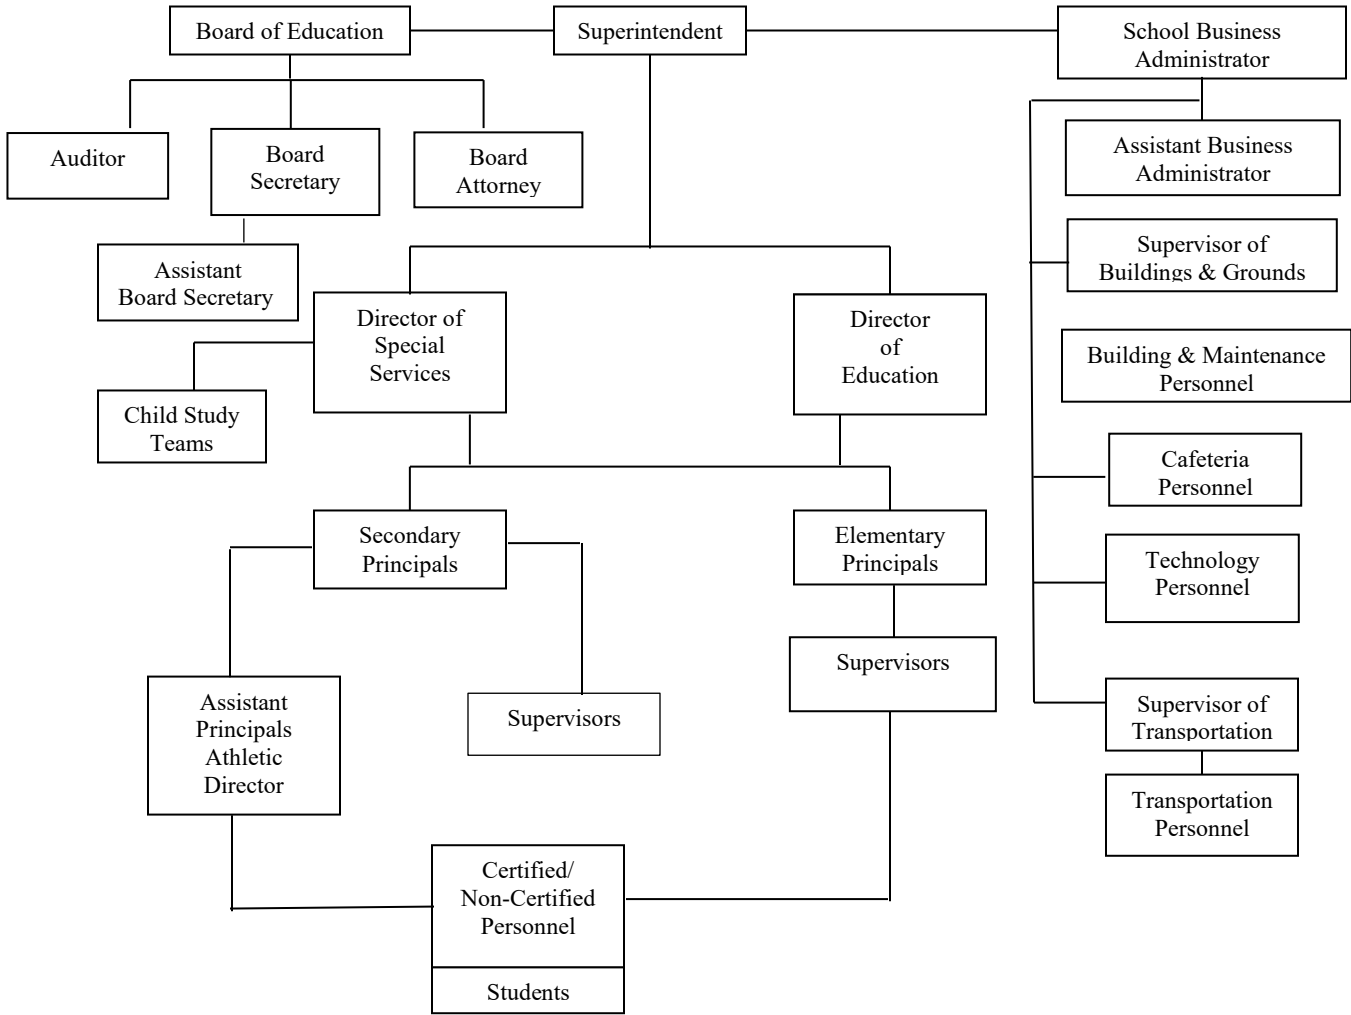 Board of Education
Superintendent
School Business
Administrator
Auditor
Board
Secretary
Board
Attorney
Assistant Business
Administrator
Assistant
Board Secretary
Supervisor of
Buildings & Grounds
Director of
Special
Services
Director
of
Education
Building & Maintenance
Personnel
Child Study
Teams
Cafeteria
Personnel
Secondary
Principals
Elementary
Principals
Technology
Personnel
Supervisors
Assistant
Principals
Athletic
Director
Supervisors
Supervisor of
Transportation
Transportation
Personnel
Certified/
Non-Certified
Personnel
Students